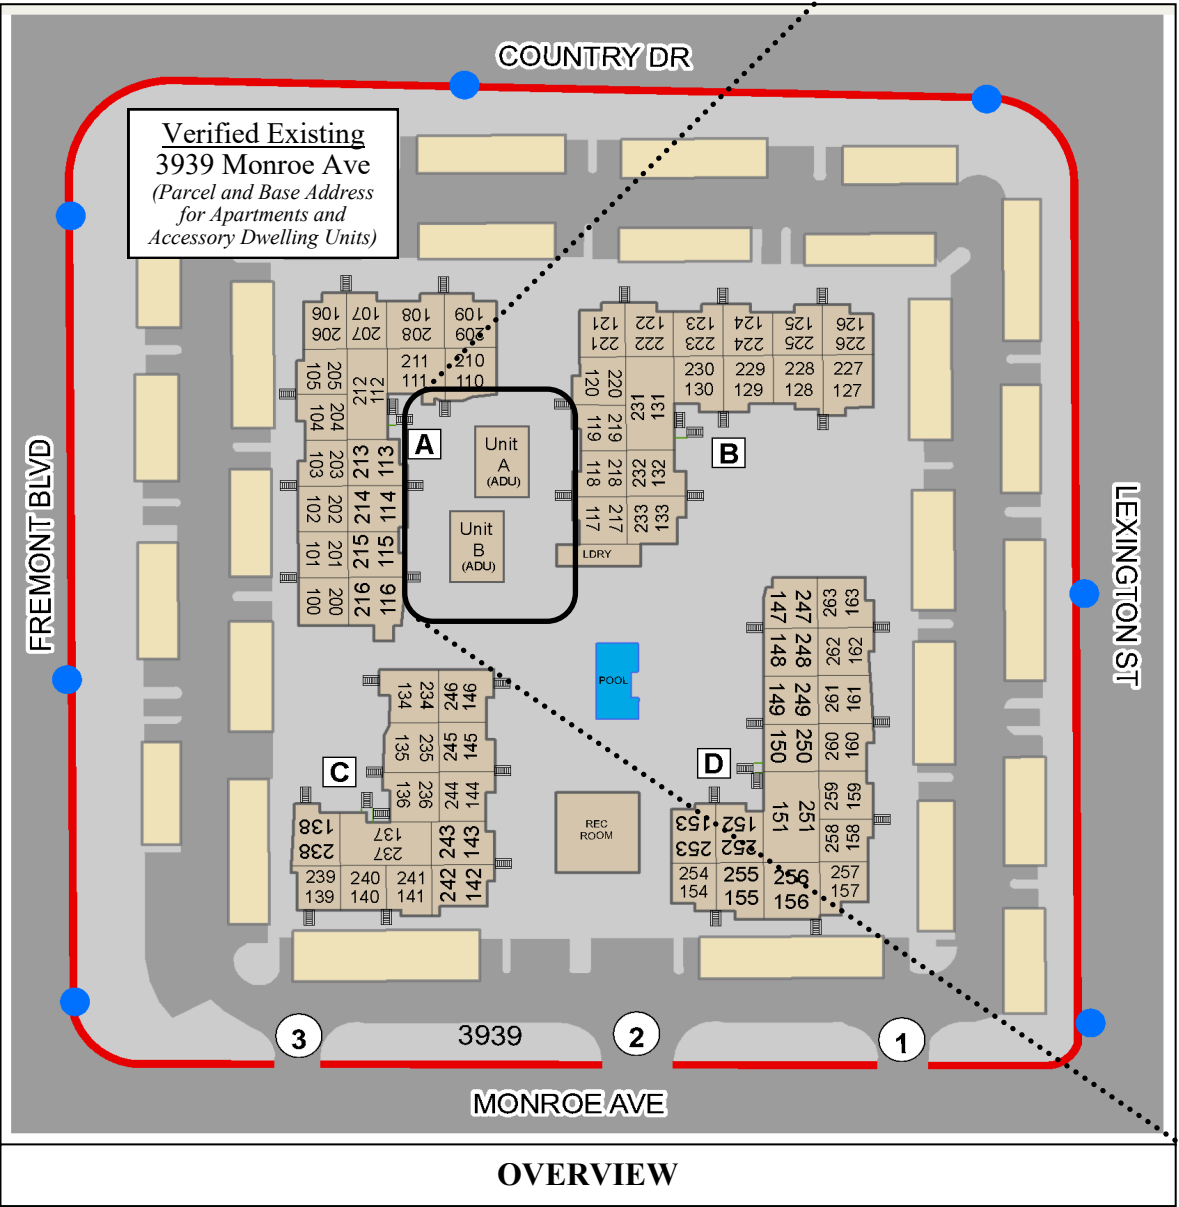 COUNTRY DR
Verified Existing
3939 Monroe Ave
(Parcel and Base Address
for Apartments and
Accessory Dwelling Units)
FREMONT BLVD
LEXINGTON ST
106 107 108 109
206 207 208 209
105 205 212 112 211 210
111 110
104 204
103 203 213 113
102 202 214 114
101 201 215 115
100 200 216 116
A
Unit
A
(ADU)
Unit
B
(ADU)
121 122 123 124 125 126
221 222 223 224 225 226
120 220 231 131 230 229 228 227
130 129 128 127
119 219
118 218 232 132
117 217 233 133
B
LDRY
POOL
134 234 246 146
135 235 245 145
136 236 244 144
C
138 137 243 143
238 237
239 240 241 242 142
139 140 141
REC
ROOM
147 247 263 163
148 248 262 162
149 249 261 161
150 250 260 160
D
151 251 259 159
258 158
153 152
253 252
254 255 256 257
154 155 156 157
3 3939 2 1
MONROE AVE
OVERVIEW